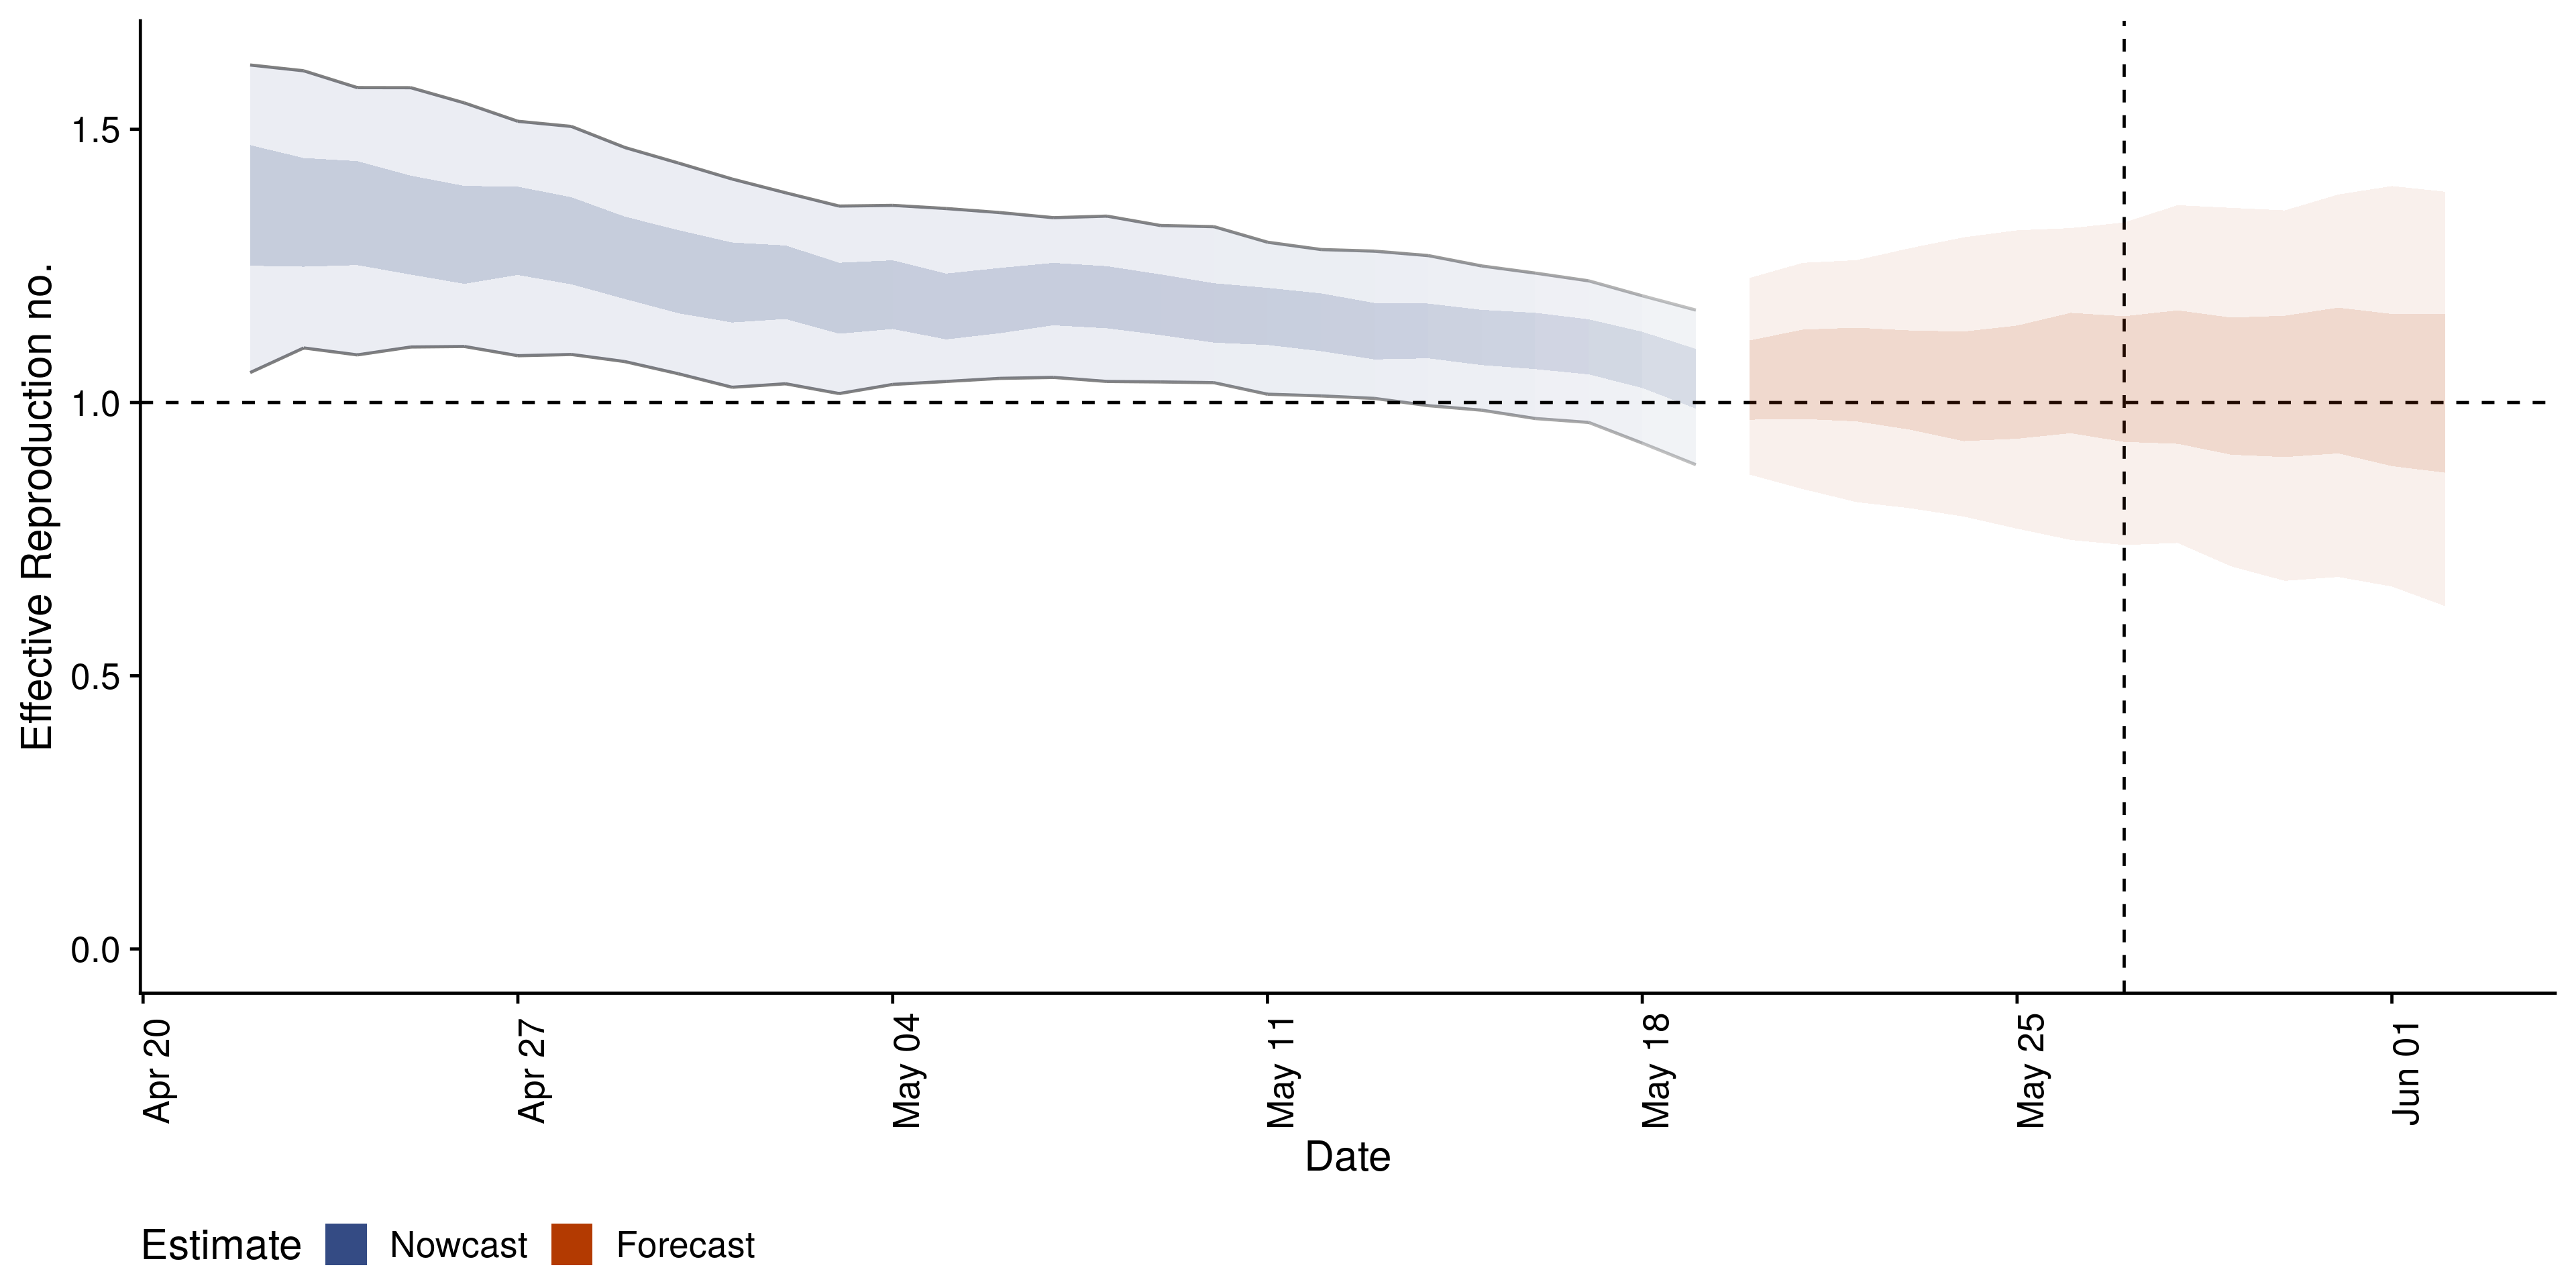 Effective Reproduction no.
1.5
1.0
0.5
0.0
Apr 20
Apr 27
May 04
May 11
May 18
May 25
Jun 01
Date
Estimate Nowcast Forecast